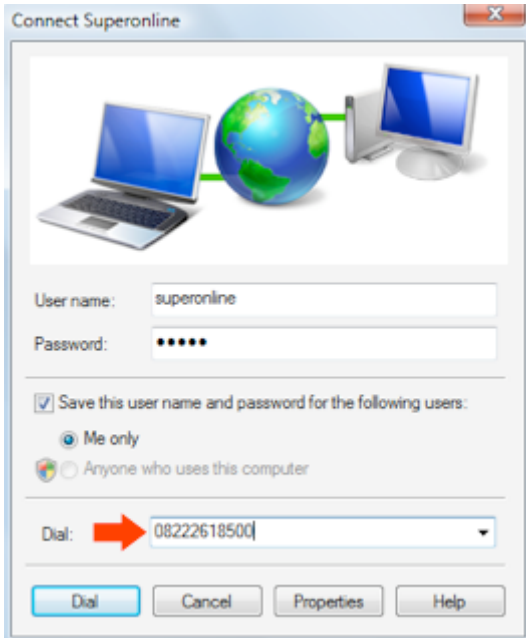 Connect Superonline
User name: superonline
Password: •••••
Save this user name and password for the following users:
Me only
Anyone who uses this computer
Dial: 08222618500
Dial Cancel Properties Help